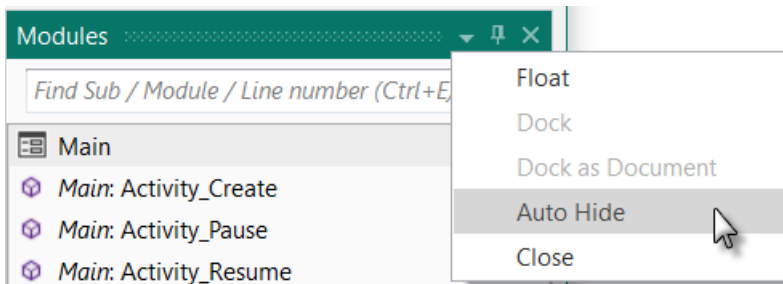 Modules
Find Sub / Module / Line number (Ctrl+E)
Main
Main: Activity_Create
Main: Activity_Pause
Main: Activity_Resume
Float
Dock
Dock as Document
Auto Hide
Close